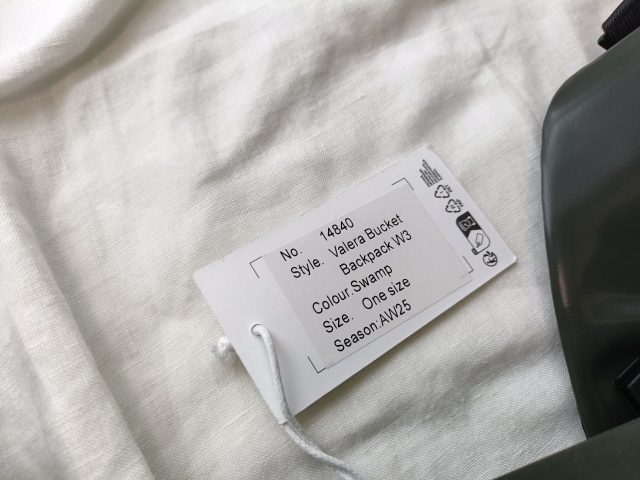 No. 14840
Style. Valera Bucket
Backpack W3
Colour.Swamp
Size. One size
Season:AW25